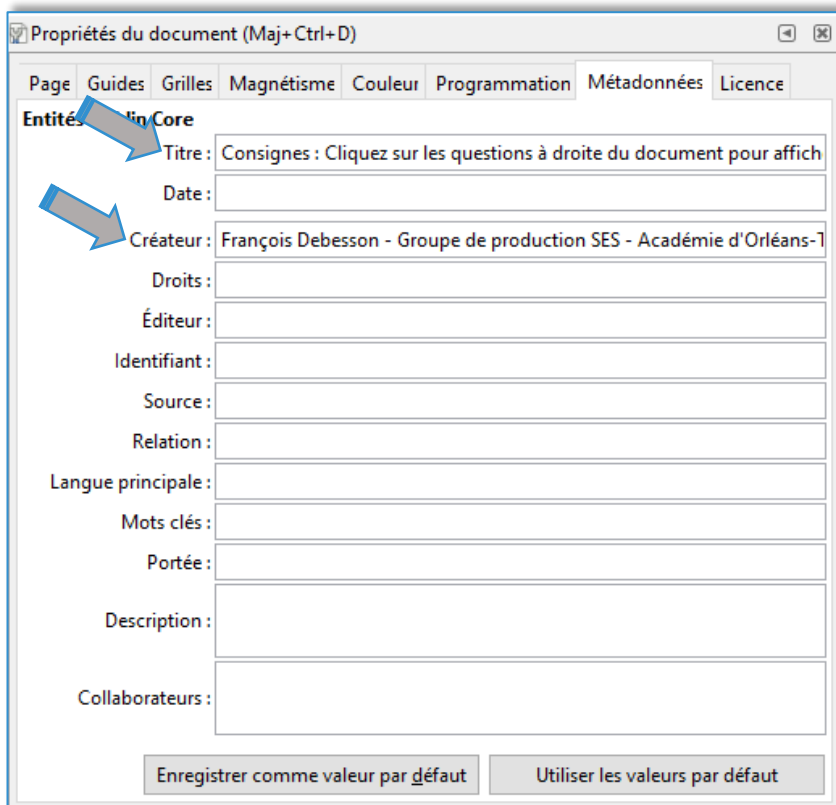 Propriétés du document (Maj+Ctrl+D)
Page Guides Grilles Magnétisme Couleur Programmation Métadonnées Licence
Entités lin Core
Titre : Consignes : Cliquez sur les questions à droite du document pour affich
Date :
Créateur : François Debesson - Groupe de production SES - Académie d'Orléans-T
Droits :
Éditeur :
Identifiant :
Source :
Relation :
Langue principale :
Mots clés :
Portée :
Description :
Collaborateurs :
Enregistrer comme valeur par défaut Utiliser les valeurs par défaut